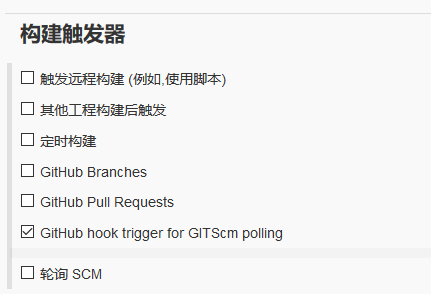 构建触发器
触发远程构建 (例如,使用脚本)
其他工程构建后触发
定时构建
GitHub Branches
GitHub Pull Requests
GitHub hook trigger for GITScm polling
轮询 SCM